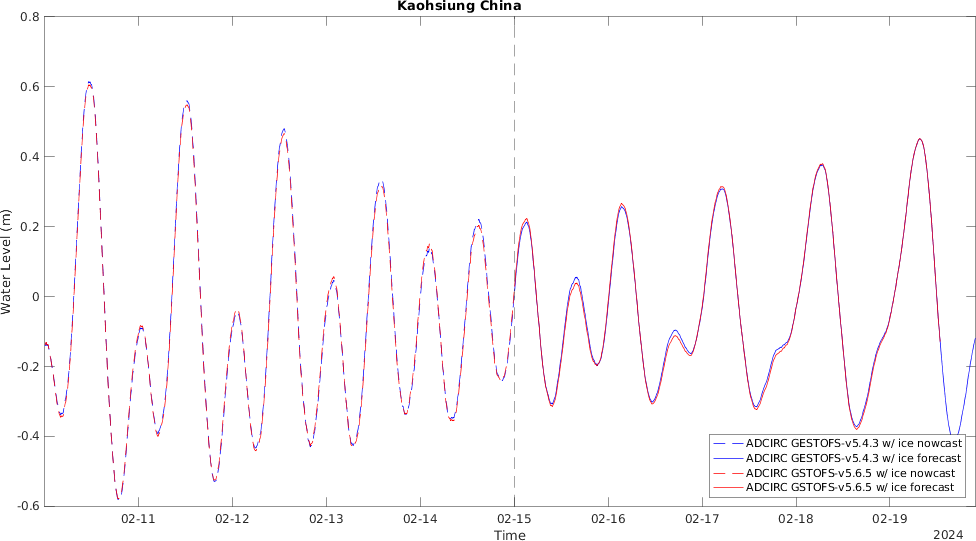 Kaohsiung China
0.8
0.6
0.4
0.2
0
-0.2
-0.4
-0.6
Water Level (m)
ADCIRC GESTOFS-v5.4.3 w/ ice nowcast
ADCIRC GESTOFS-v5.4.3 w/ ice forecast
ADCIRC GSTOFS-v5.6.5 w/ ice nowcast
ADCIRC GSTOFS-v5.6.5 w/ ice forecast
02-11 02-12 02-13 02-14 02-15 02-16 02-17 02-18 02-19
Time
2024